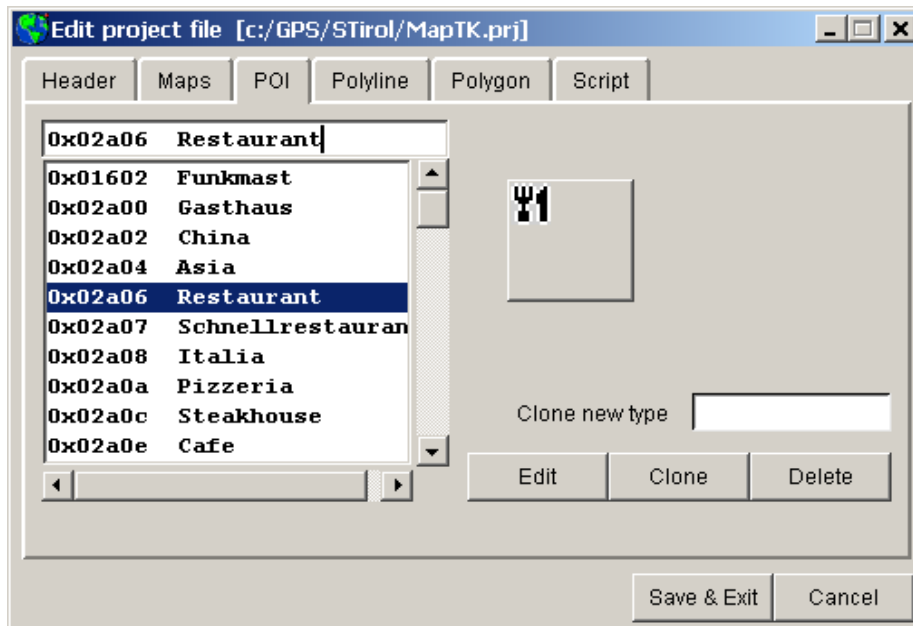 Edit project file [c:/GPS/STirol/MapTK.prj]
Header Maps POI Polyline Polygon Script
0x02a06 Restaurant
0x01602 Funkmast
0x02a00 Gasthaus
0x02a02 China
0x02a04 Asia
0x02a06 Restaurant
0x02a07 Schnellrestauran
0x02a08 Italia
0x02a0a Pizzeria
0x02a0c Steakhouse
0x02a0e Cafe
Clone new type
Edit Clone Delete
Save & Exit Cancel